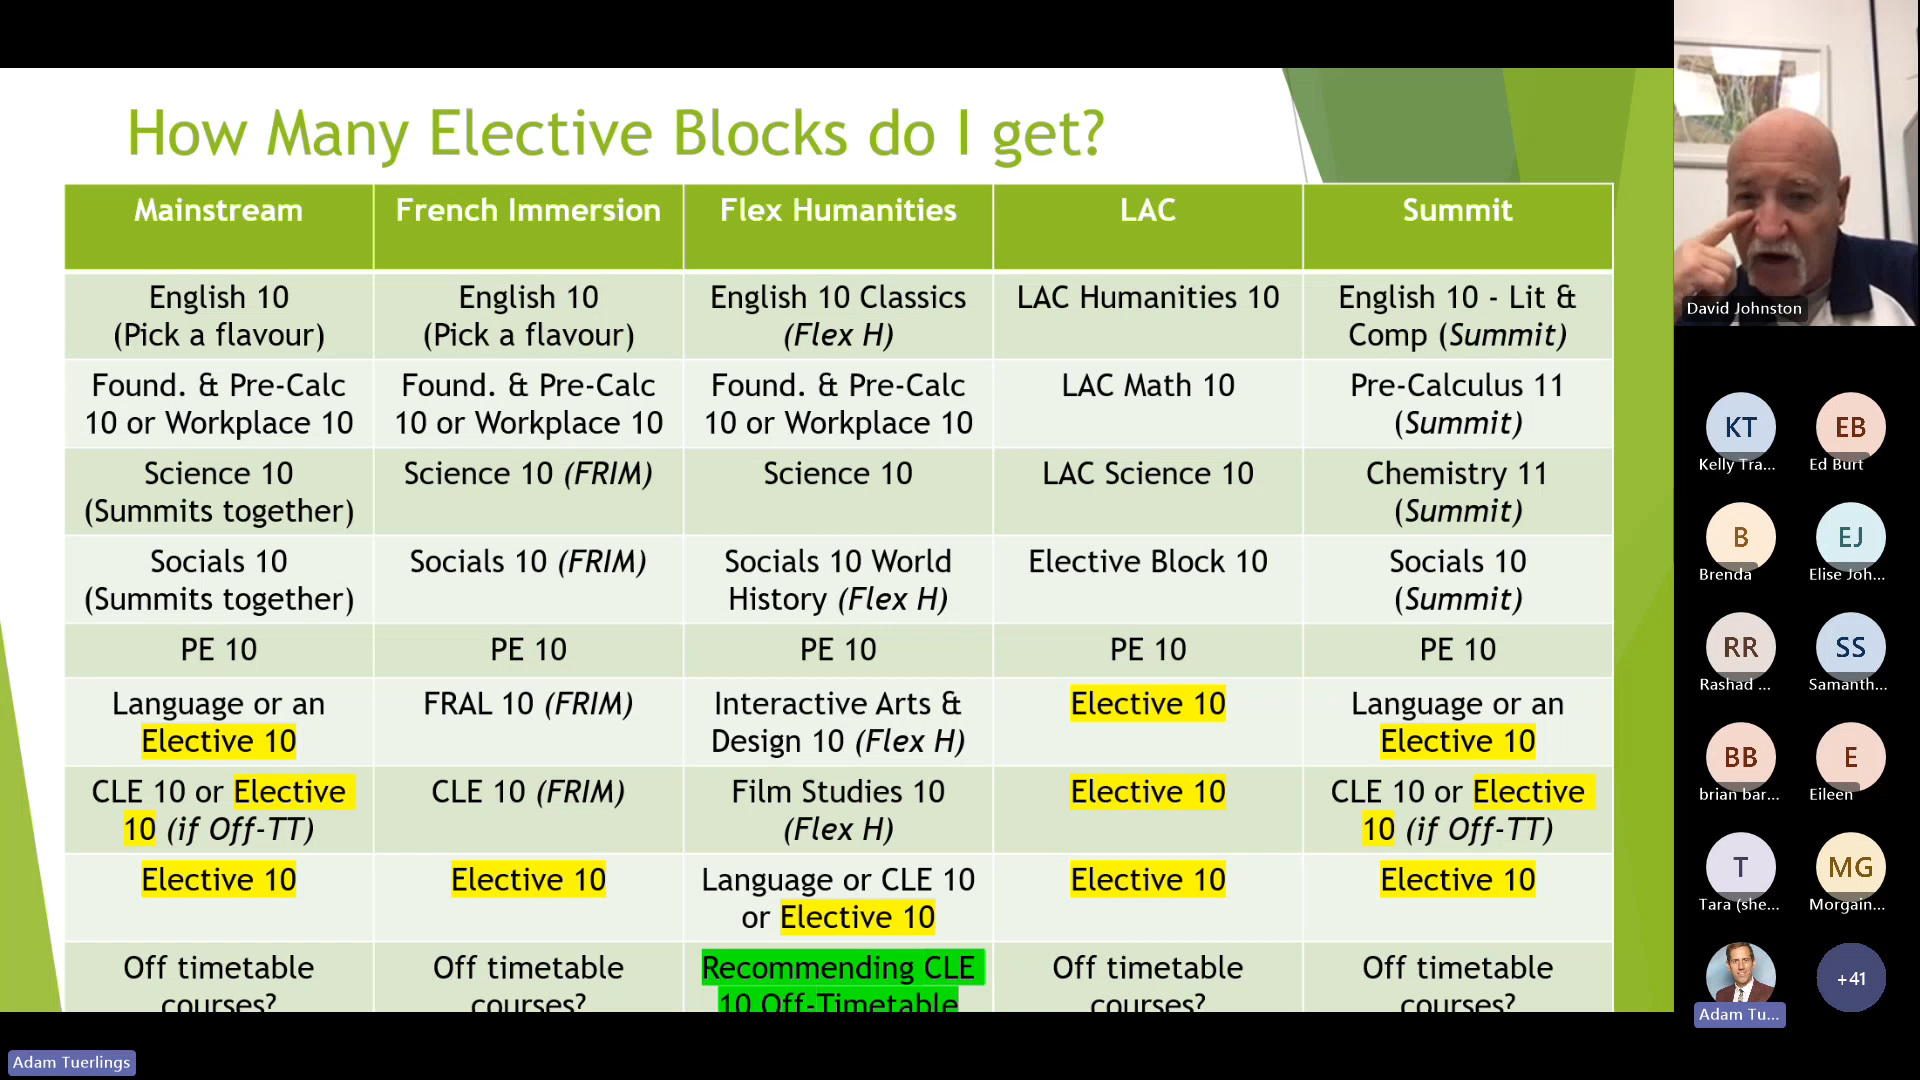 How Many Elective Blocks do I get?
Mainstream
French Immersion
Flex Humanities
LAC
Summit
English 10
(Pick a flavour)
English 10
(Pick a flavour)
English 10 Classics
(Flex H)
LAC Humanities 10
English 10 - Lit &
Comp (Summit)
Found. & Pre-Calc
10 or Workplace 10
Found. & Pre-Calc
10 or Workplace 10
Found. & Pre-Calc
10 or Workplace 10
LAC Math 10
Pre-Calculus 11
(Summit)
Science 10
(Summits together)
Science 10 (FRIM)
Science 10
LAC Science 10
Chemistry 11
(Summit)
Socials 10
(Summits together)
Socials 10 (FRIM)
Socials 10 World
History (Flex H)
Elective Block 10
Socials 10
(Summit)
PE 10
PE 10
PE 10
PE 10
PE 10
Language or an
Elective 10
FRAL 10 (FRIM)
Interactive Arts &
Design 10 (Flex H)
Elective 10
Language or an
Elective 10
CLE 10 or Elective
10 (if Off-TT)
CLE 10 (FRIM)
Film Studies 10
(Flex H)
Elective 10
CLE 10 or Elective
10 (if Off-TT)
Elective 10
Elective 10
Language or CLE 10
or Elective 10
Elective 10
Elective 10
Off timetable
courses?
Off timetable
courses?
Recommending CLE
10 Off-Timetable
Off timetable
courses?
Off timetable
courses?
David Johnston
KT
Kelly Tra...
EB
Ed Burt
B
Brenda
EJ
Elise Joh...
RR
Rashad ...
SS
Samanth...
BB
brian bar...
E
Eileen
T
Tara (she...
MG
Morgain...
Adam Tu...
+41
Adam Tuerlings